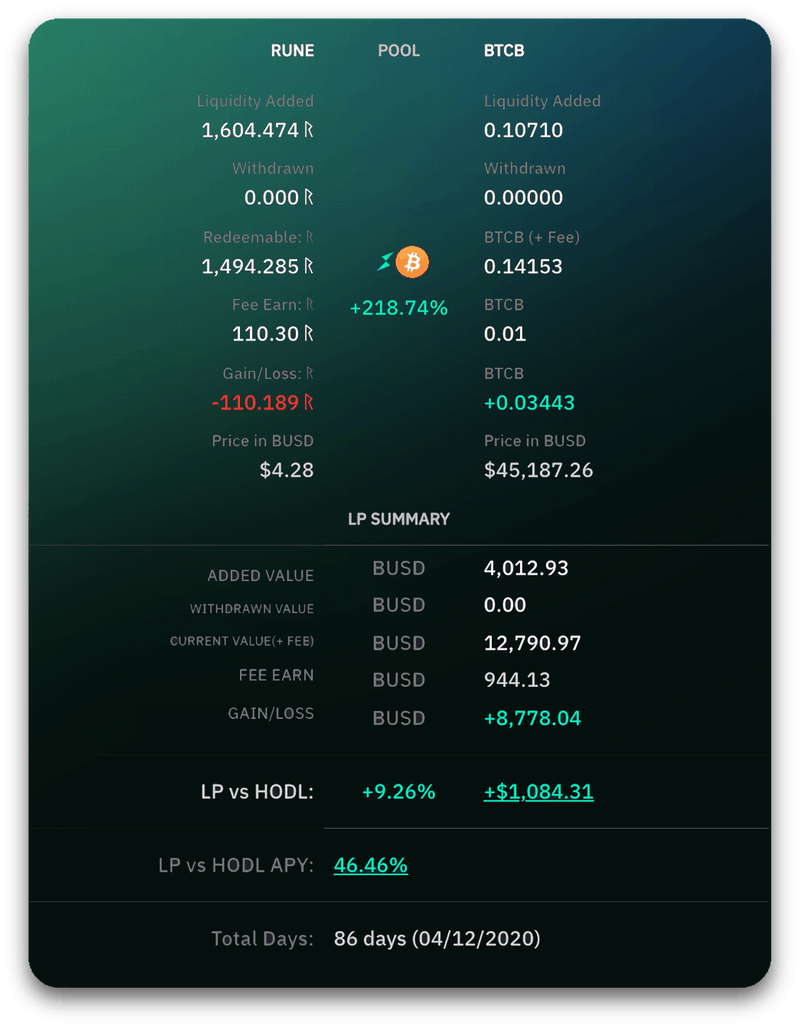 RUNE POOL BTCB
Liquidity Added Liquidity Added
1,604.474 ᚱ 0.10710
Withdrawn Withdrawn
0.000 ᚱ 0.00000
Redeemable: ᚱ BTCB (+ Fee)
1,494.285 ᚱ 0.14153
Fee Earn: ᚱ +218.74% BTCB
110.30 ᚱ 0.01
Gain/Loss: ᚱ BTCB
-110.189 ᚱ +0.03443
Price in BUSD Price in BUSD
$4.28 $45,187.26
LP SUMMARY
ADDED VALUE BUSD 4,012.93
WITHDRAWN VALUE BUSD 0.00
CURRENT VALUE(+ FEE) BUSD 12,790.97
FEE EARN BUSD 944.13
GAIN/LOSS BUSD +8,778.04
LP vs HODL: +9.26% +$1,084.31
LP vs HODL APY: 46.46%
Total Days: 86 days (04/12/2020)